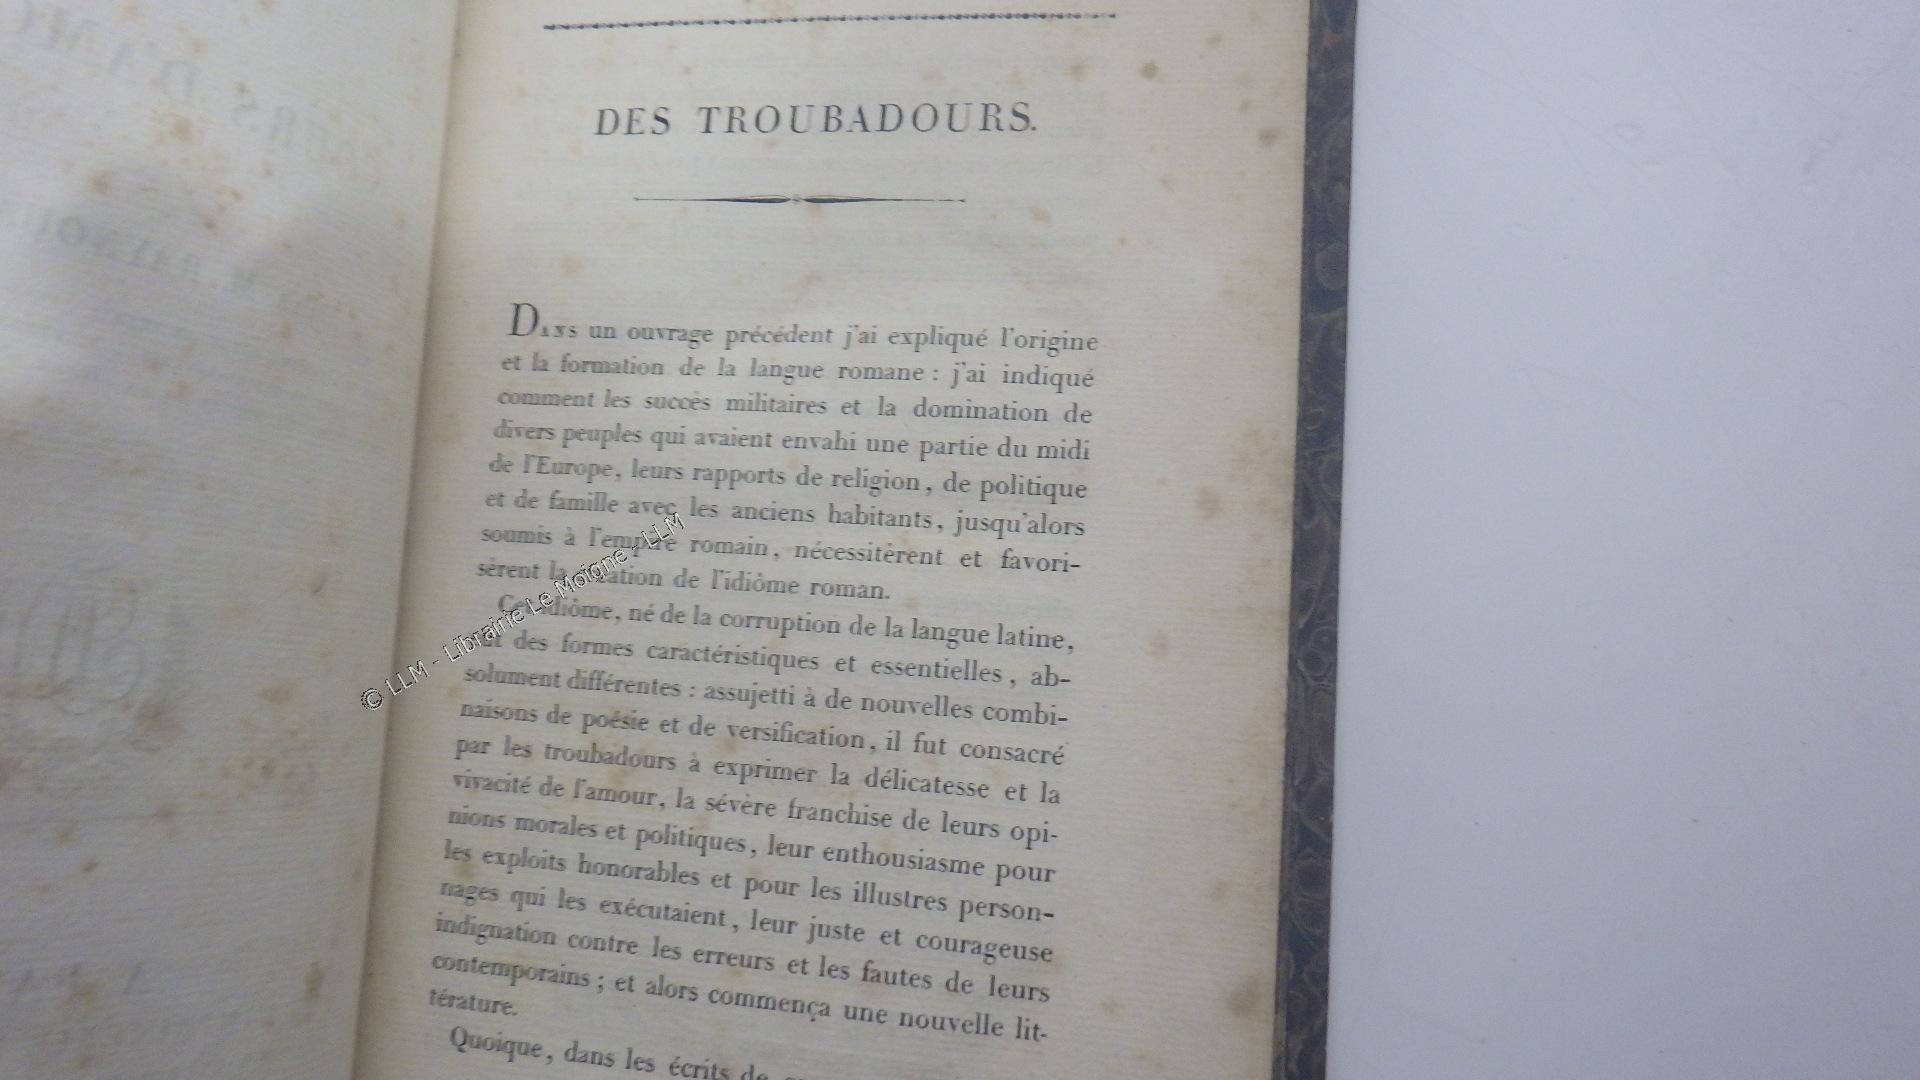 DES TROUBADOURS.
DANS un ouvrage précédent j'ai expliqué l'origine
et la formation de la langue romane : j'ai indiqué
comment les succès militaires et la domination de
divers peuples qui avaient envahi une partie du midi
de l'Europe, leurs rapports de religion, de politique
et de famille avec les anciens habitants, jusqu'alors
soumis à l'empire romain, nécessitèrent et favori-
sèrent la création de l'idiôme roman.
Cet idiôme, né de la corruption de la langue latine,
des formes caractéristiques et essentielles, ab-
solument différentes : assujetti à de nouvelles combi-
naisons de poésie et de versification, il fut consacré
par les troubadours à exprimer la délicatesse et la
vivacité de l'amour, la sévère franchise de leurs opi-
nions morales et politiques, leur enthousiasme pour
les exploits honorables et pour les illustres person-
nages qui les exécutaient, leur juste et courageuse
indignation contre les erreurs et les fautes de leurs
contemporains ; et alors commença une nouvelle lit-
térature.
Quoique, dans les écrits de
© LLM - Librairie Le Moigne, LLM